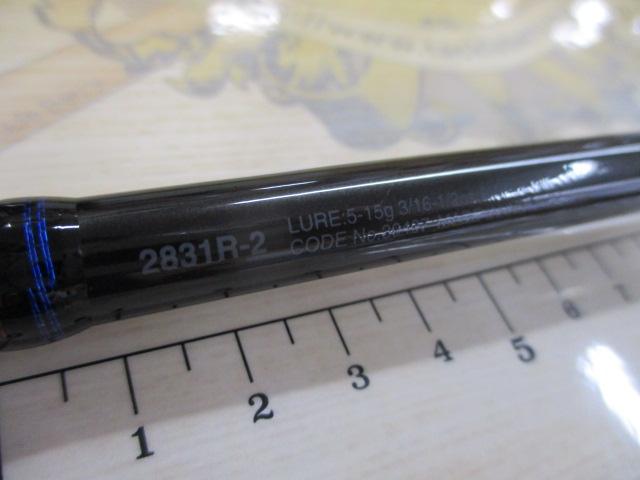 2831R-2
LURE:5-15g 3/16-1/2
CODE No.
1 2 3 4 5 6